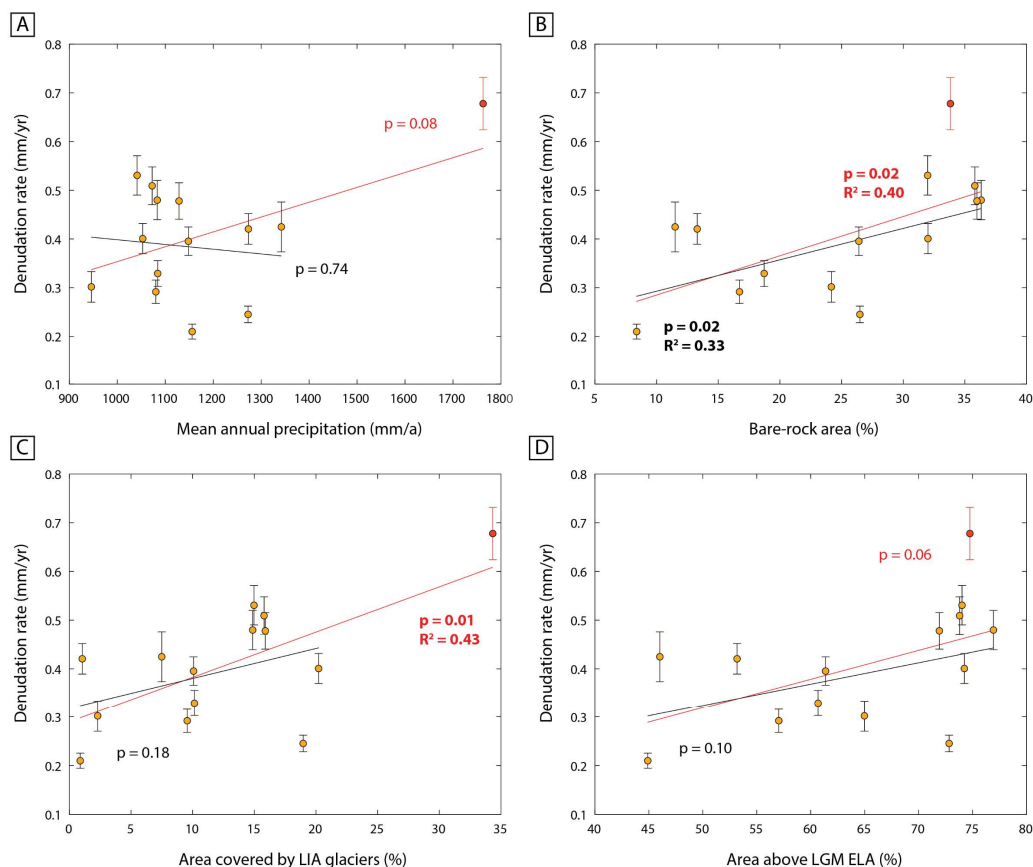 A
0.8
0.7
0.6
0.5
0.4
0.3
0.2
0.1
Denudation rate (mm/yr)
p = 0.08
p = 0.74
900 1000 1100 1200 1300 1400 1500 1600 1700 1800
Mean annual precipitation (mm/a)
B
0.8
0.7
0.6
0.5
0.4
0.3
0.2
0.1
Denudation rate (mm/yr)
p = 0.02
R² = 0.40
p = 0.02
R² = 0.33
5 10 15 20 25 30 35 40
Bare-rock area (%)
C
0.8
0.7
0.6
0.5
0.4
0.3
0.2
0.1
Denudation rate (mm/yr)
p = 0.01
R² = 0.43
p = 0.18
0 5 10 15 20 25 30 35
Area covered by LIA glaciers (%)
D
0.8
0.7
0.6
0.5
0.4
0.3
0.2
0.1
Denudation rate (mm/yr)
p = 0.06
p = 0.10
40 45 50 55 60 65 70 75 80
Area above LGM ELA (%)